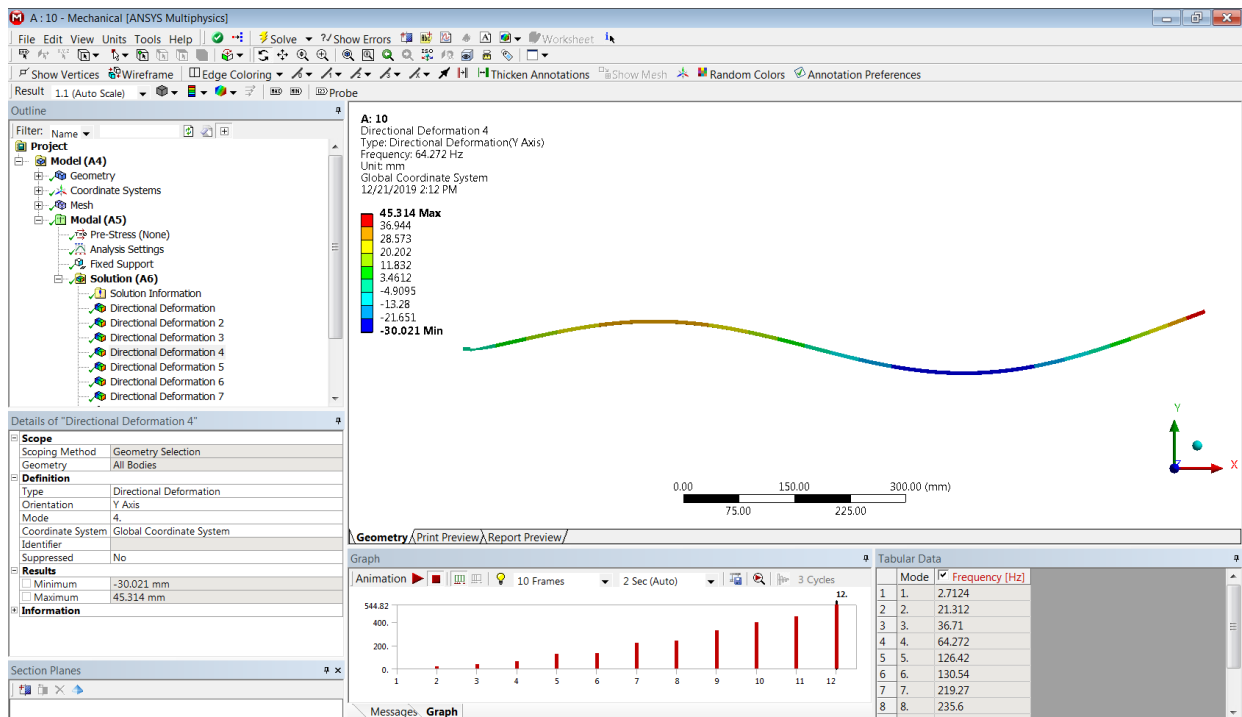 A : 10 - Mechanical [ANSYS Multiphysics]
File Edit View Units Tools Help Solve ?/Show Errors Worksheet
Show Vertices Wireframe Edge Coloring Thicken Annotations Show Mesh Random Colors Annotation Preferences
Result 1.1 (Auto Scale) Probe
Outline
Filter: Name
Project
Model (A4)
Geometry
Coordinate Systems
Mesh
Modal (A5)
Pre-Stress (None)
Analysis Settings
Fixed Support
Solution (A6)
Solution Information
Directional Deformation
Directional Deformation 2
Directional Deformation 3
Directional Deformation 4
Directional Deformation 5
Directional Deformation 6
Directional Deformation 7
Details of "Directional Deformation 4"
Scope
Scoping Method Geometry Selection
Geometry All Bodies
Definition
Type Directional Deformation
Orientation Y Axis
Mode 4.
Coordinate System Global Coordinate System
Identifier
Suppressed No
Results
Minimum -30.021 mm
Maximum 45.314 mm
Information
Section Planes
A: 10
Directional Deformation 4
Type: Directional Deformation(Y Axis)
Frequency: 64.272 Hz
Unit: mm
Global Coordinate System
12/21/2019 2:12 PM
45.314 Max
36.944
28.573
20.202
11.832
3.4612
-4.9095
-13.28
-21.651
-30.021 Min
Y
Z
X
0.00 150.00 300.00 (mm)
75.00 225.00
Geometry Print Preview Report Preview
Graph
Animation 10 Frames 2 Sec (Auto) 3 Cycles
12.
544.82
400.
200.
0.
1 2 3 4 5 6 7 8 9 10 11 12
Messages Graph
Tabular Data
Mode Frequency [Hz]
1 1. 2.7124
2 2. 21.312
3 3. 36.71
4 4. 64.272
5 5. 126.42
6 6. 130.54
7 7. 219.27
8 8. 235.6